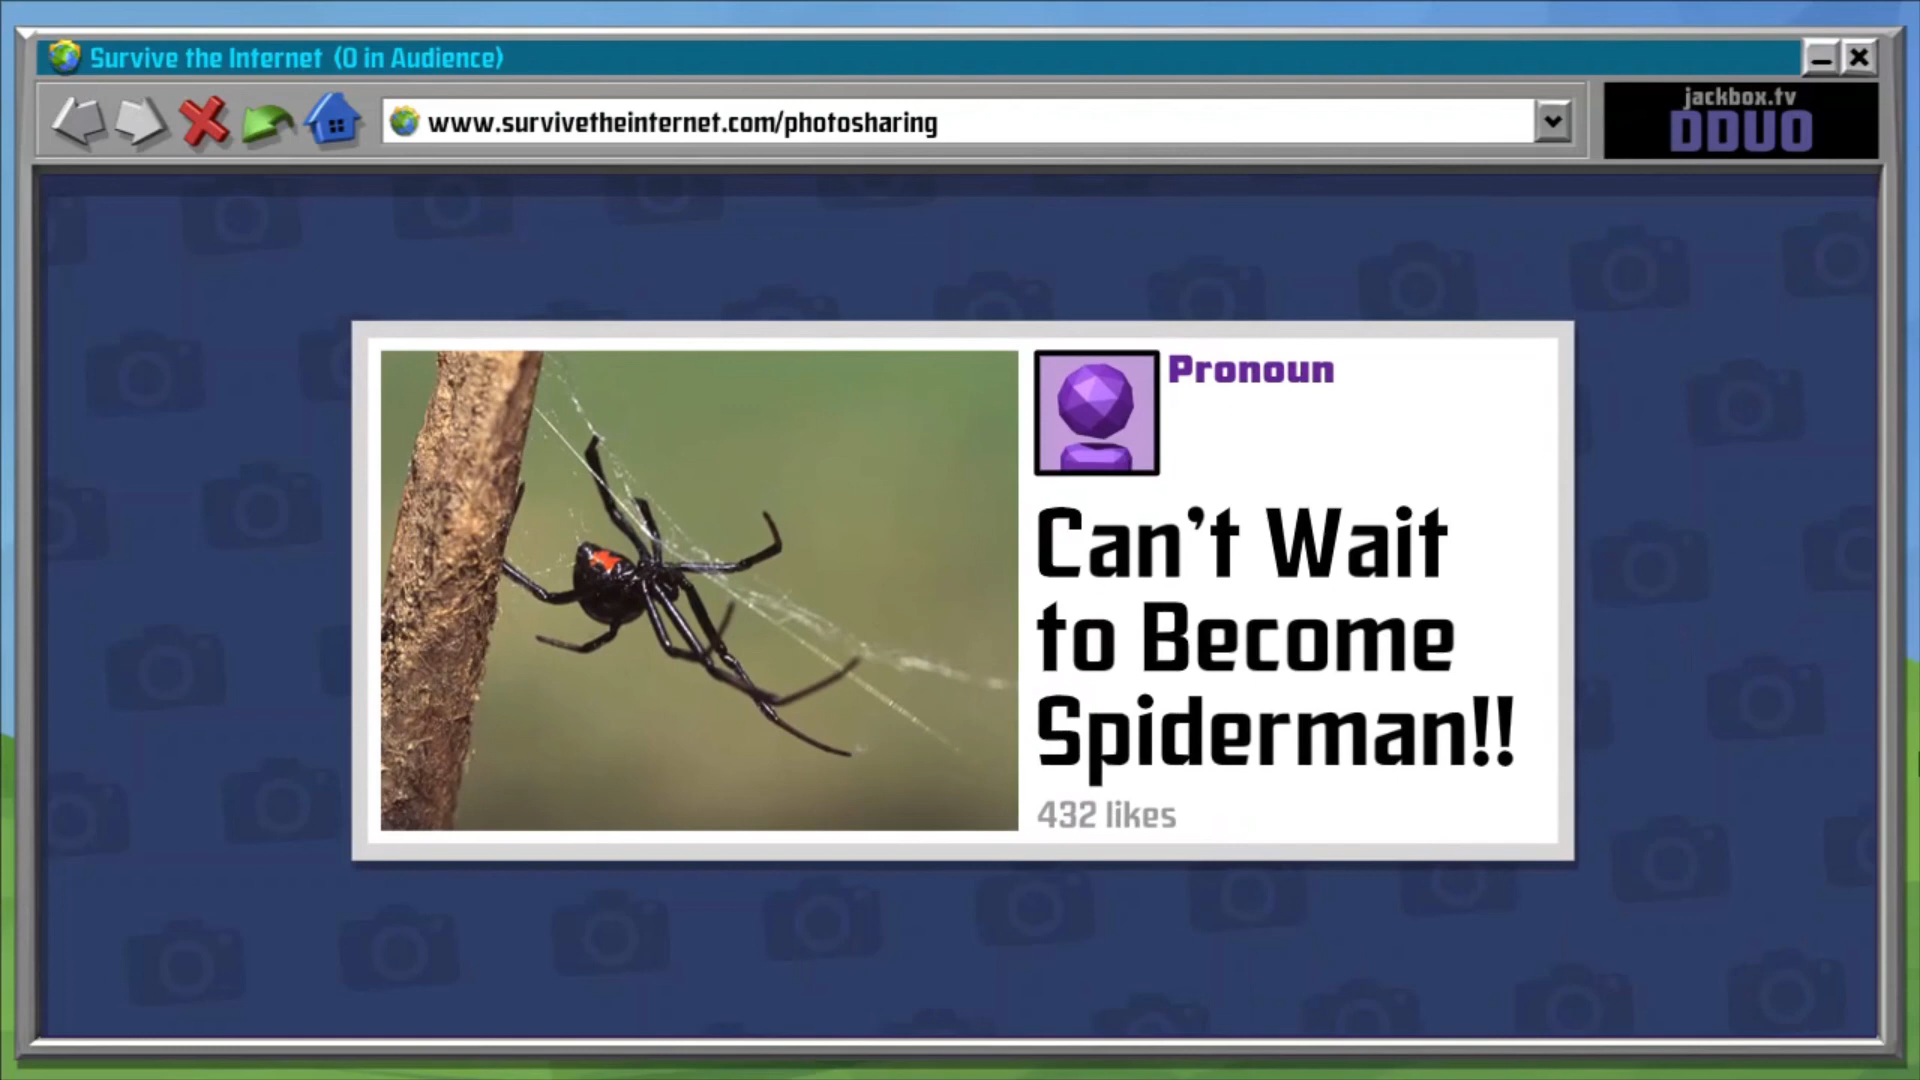 Survive the Internet (0 in Audience)
www.survivetheinternet.com/photosharing
jackbox.tv
DDUO
Pronoun
Can't Wait
to Become
Spiderman!!
432 likes